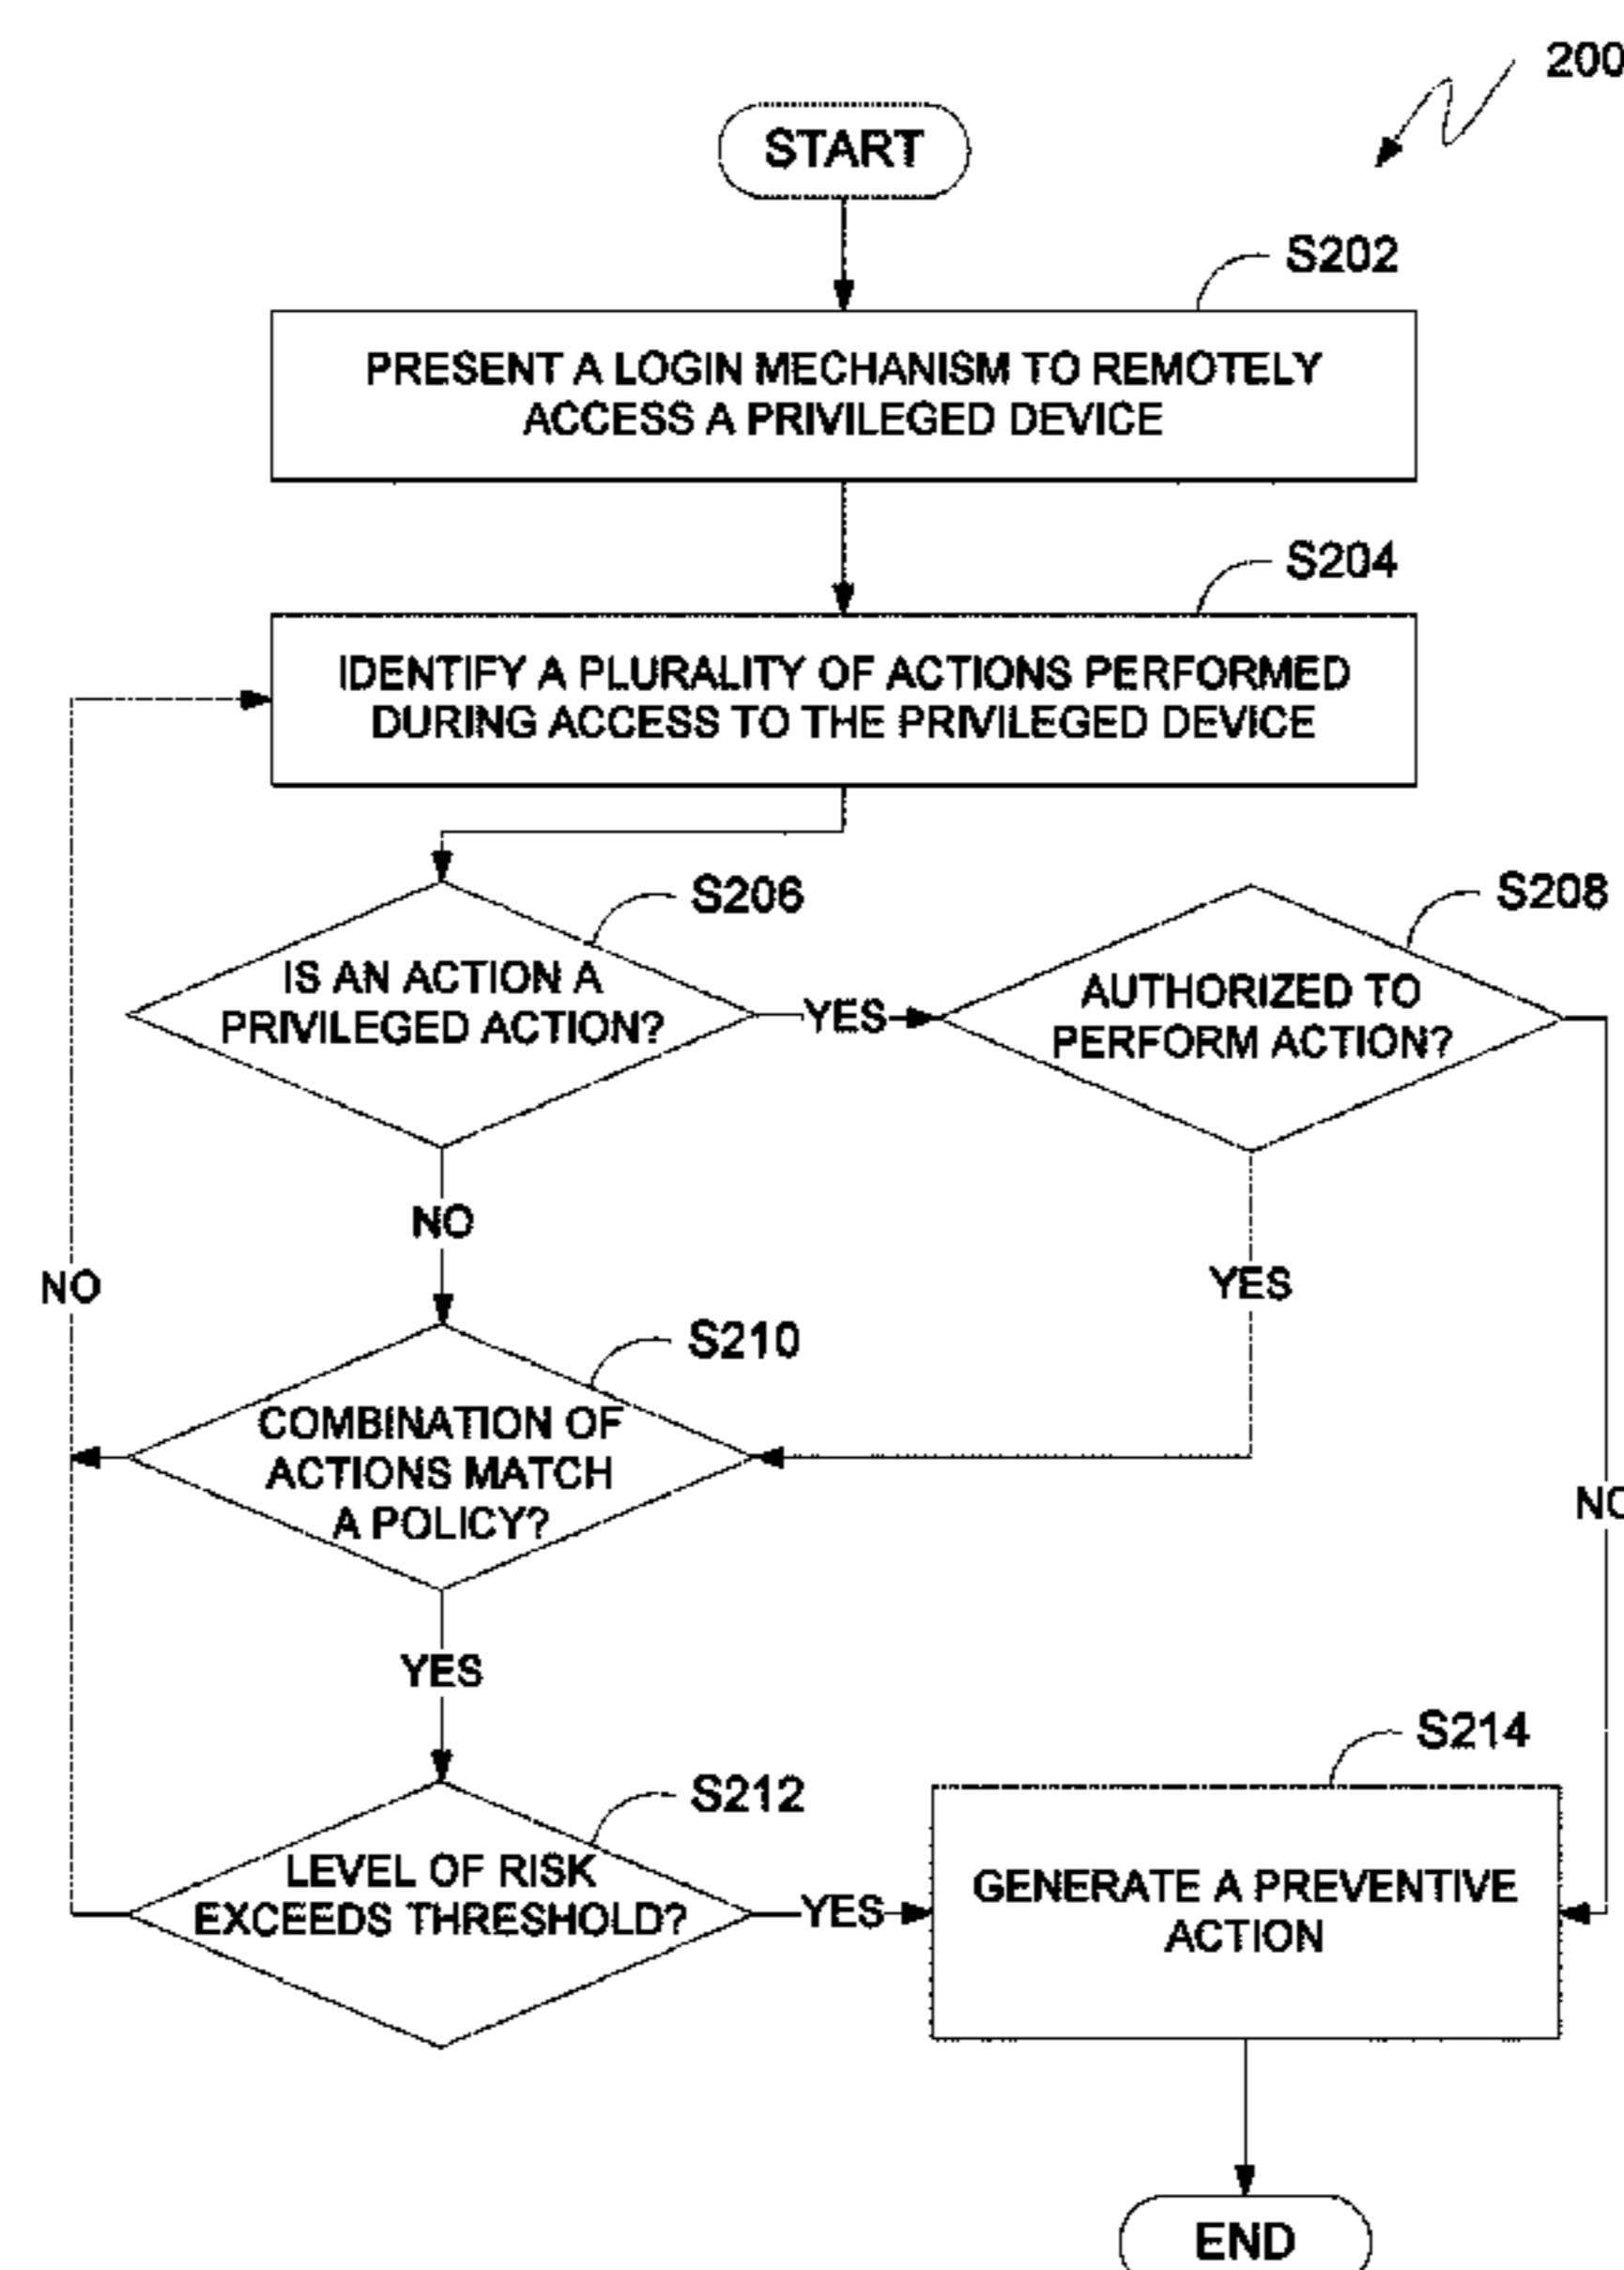 200
START
S202
PRESENT A LOGIN MECHANISM TO REMOTELY
ACCESS A PRIVILEGED DEVICE
S204
IDENTIFY A PLURALITY OF ACTIONS PERFORMED
DURING ACCESS TO THE PRIVILEGED DEVICE
S206
IS AN ACTION A
PRIVILEGED ACTION?
YES
S208
AUTHORIZED TO
PERFORM ACTION?
NO
YES
NO
S210
COMBINATION OF
ACTIONS MATCH
A POLICY?
NO
YES
S212
LEVEL OF RISK
EXCEEDS THRESHOLD?
YES
S214
GENERATE A PREVENTIVE
ACTION
END